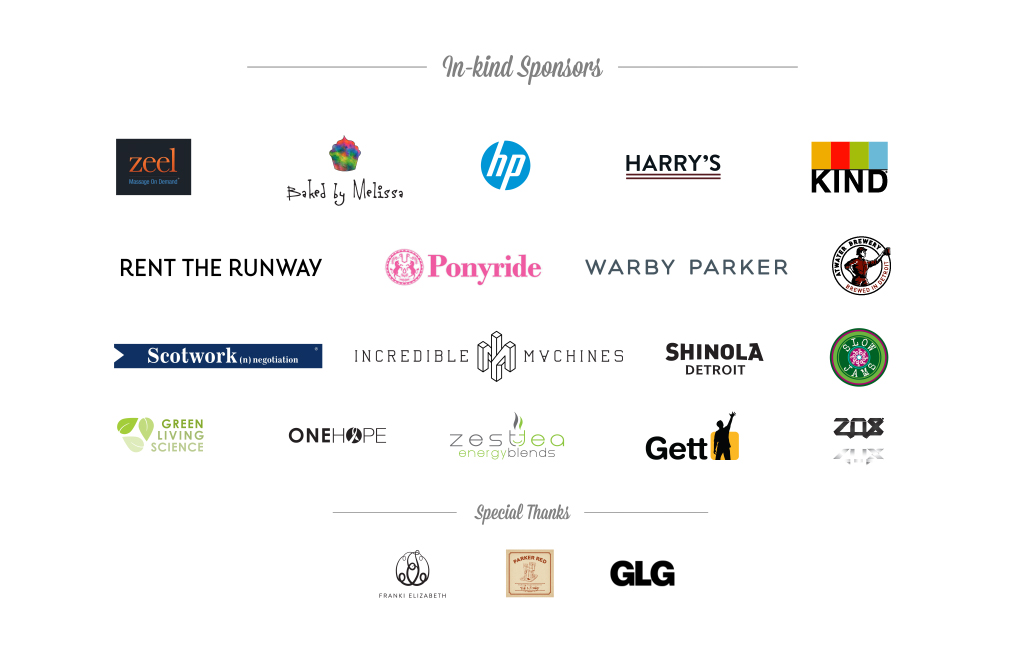 In-kind Sponsors
zeel
Massage On Demand
Baked by Melissa
hp
HARRY'S
KIND
RENT THE RUNWAY
Ponyride
WARBY PARKER
ATWATER BREWERY
BREWED IN DETROIT
Scotwork (n) negotiation
INCREDIBLE MACHINES
SHINOLA
DETROIT
SLOW
JAMS
GREEN
LIVING
SCIENCE
ONEHOPE
zesttea
energyblends
Gett
ZOX
Special Thanks
FRANKI ELIZABETH
PARKER RED
GLG